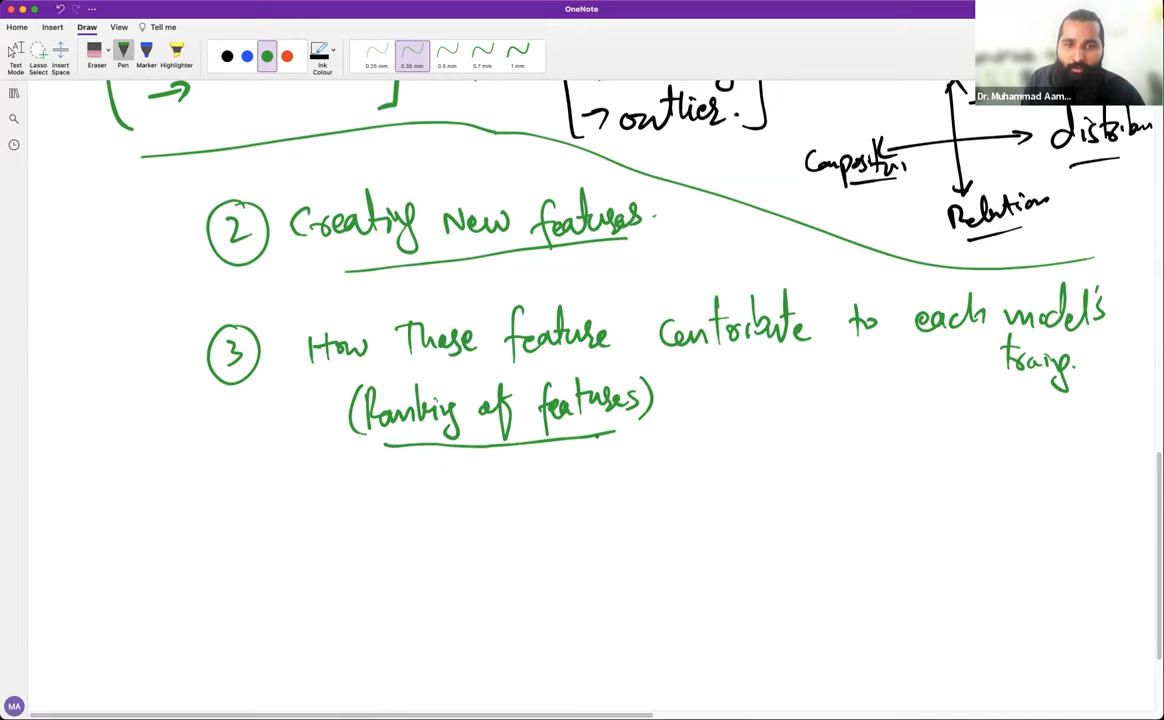 OneNote
Home Insert Draw View Tell me
Text Mode Lasso Select Insert Space Eraser Pen Marker Highlighter Ink Colour 0.25 mm 0.35 mm 0.5 mm 0.7 mm 1 mm
Dr. Muhammad Aam...
→ outlier.
distribu
Relation
② Creating New features.
③ How These feature Contribute to each model's
traing.
(Ranking of features)
MA